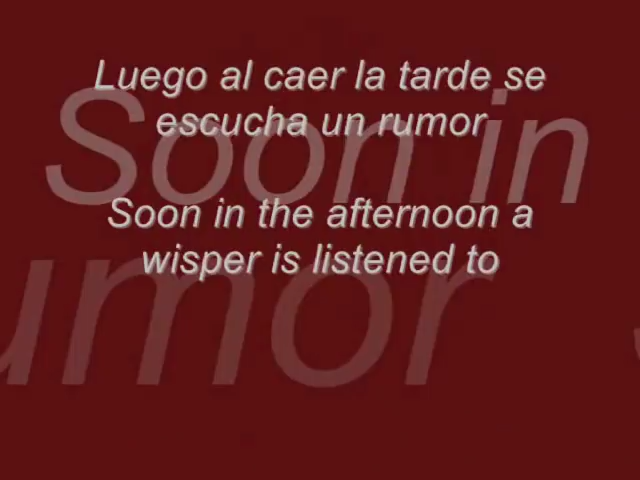 Luego al caer la tarde se
escucha un rumor
Soon in
Soon in the afternoon a
wisper is listened to
umor